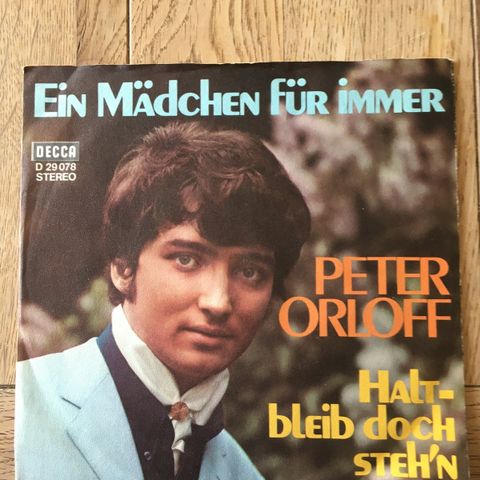 Ein Mädchen für immer
DECCA
D 29 078
STEREO
PETER
ORLOFF
Halt-
bleib doch
steh'n